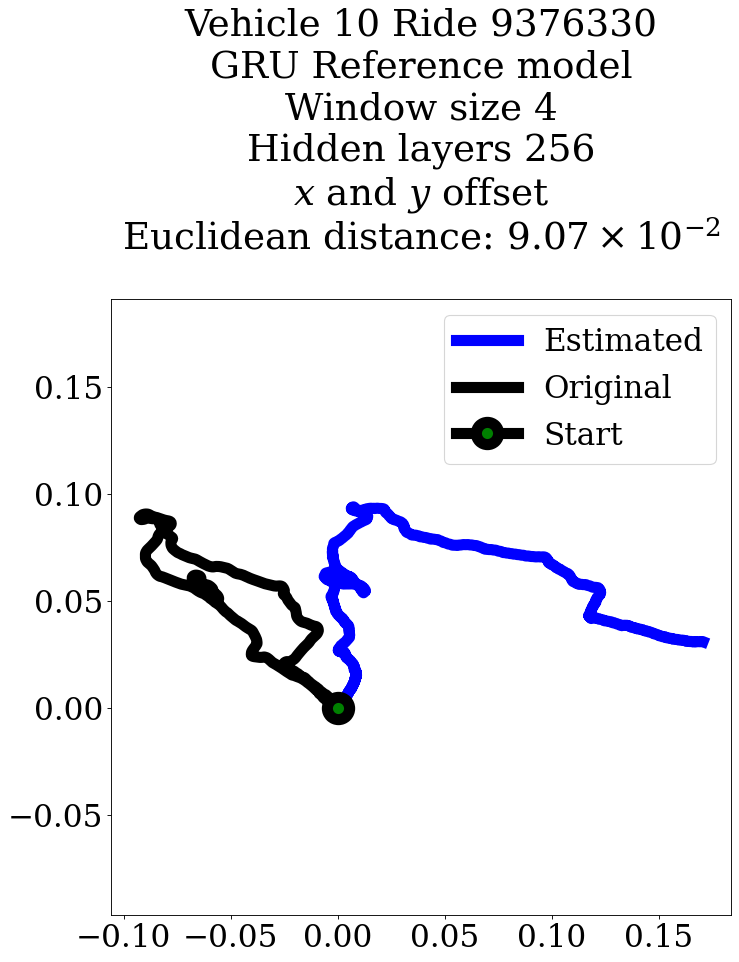 Vehicle 10 Ride 9376330
GRU Reference model
Window size 4
Hidden layers 256
x and y offset
Euclidean distance: 9.07 × 10⁻²
Estimated
Original
Start
0.15
0.10
0.05
0.00
−0.05
−0.10 −0.05 0.00 0.05 0.10 0.15